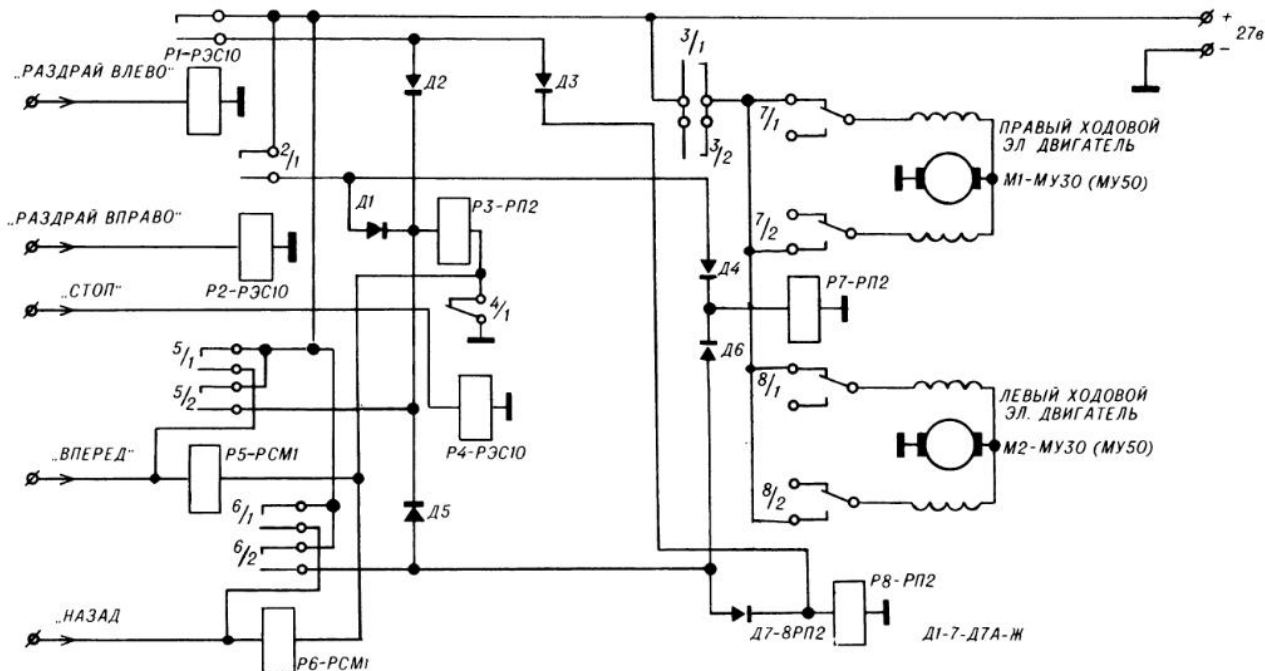 +
27в
−
Р1-РЭС10
3/1
„РАЗДРАЙ ВЛЕВО“
Д2
Д3
7/1
ПРАВЫЙ ХОДОВОЙ
ЭЛ ДВИГАТЕЛЬ
3/2
2/1
М1-МУ30 (МУ50)
Д1
Р3-РП2
„РАЗДРАЙ ВПРАВО“
7/2
Д4
Р7-РП2
Р2-РЭС10
„СТОП“
4/1
Д6
5/1
8/1
ЛЕВЫЙ ХОДОВОЙ
ЭЛ. ДВИГАТЕЛЬ
5/2
М2-МУ30 (МУ50)
„ВПЕРЕД“
Р5-РСМ1
Р4-РЭС10
8/2
6/1
Д5
6/2
Р8-РП2
„НАЗАД
Д7-8РП2
Д1-7-Д7А-Ж
Р6-РСМ1